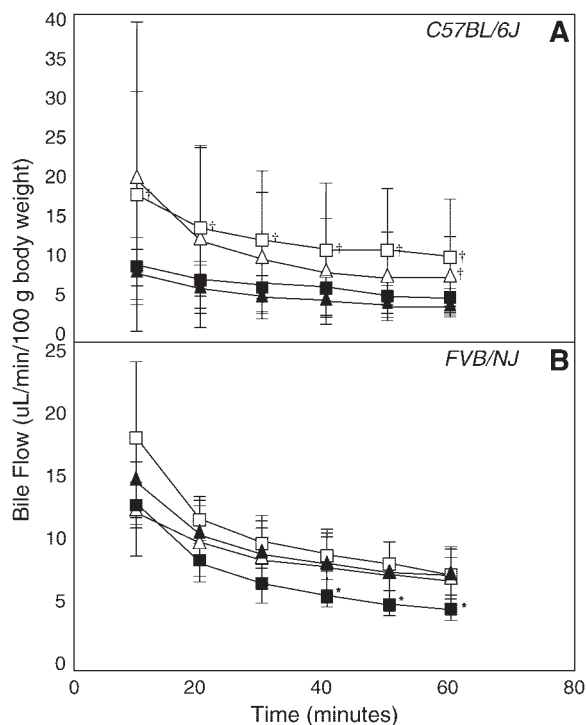 C57BL/6J A
40
35
30
25
20
15
10
5
0
† † † † † † †
Bile Flow (uL/min/100 g body weight)
FVB/NJ B
25
20
15
10
5
0
* * *
0 20 40 60 80
Time (minutes)